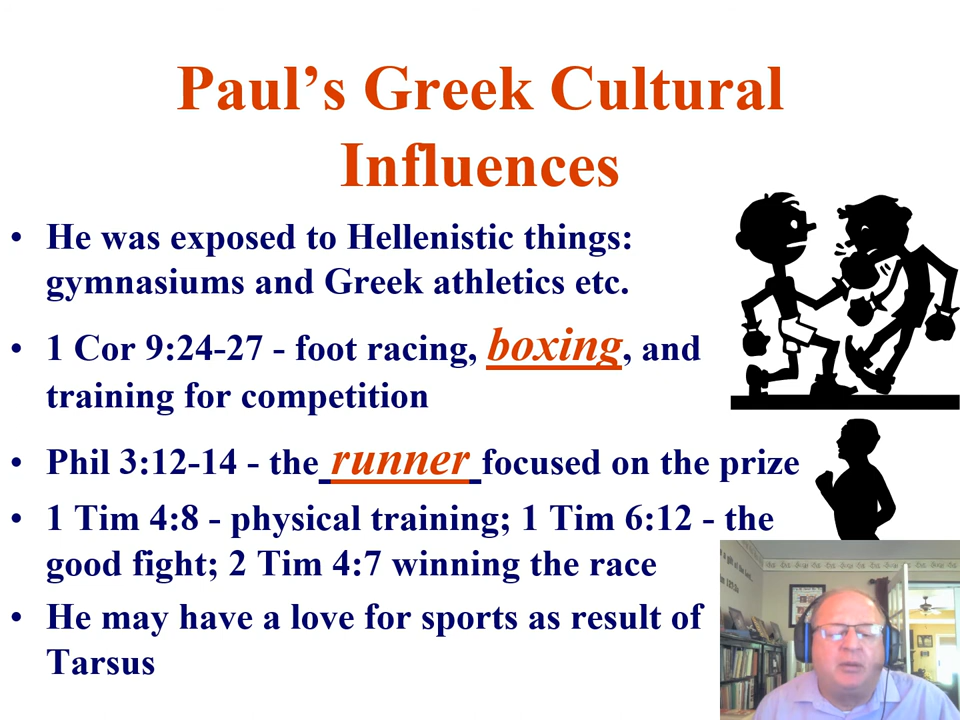 Paul’s Greek Cultural
Influences
• He was exposed to Hellenistic things:
gymnasiums and Greek athletics etc.
• 1 Cor 9:24-27 - foot racing, boxing, and
training for competition
• Phil 3:12-14 - the runner focused on the prize
• 1 Tim 4:8 - physical training; 1 Tim 6:12 - the
good fight; 2 Tim 4:7 winning the race
• He may have a love for sports as result of
Tarsus